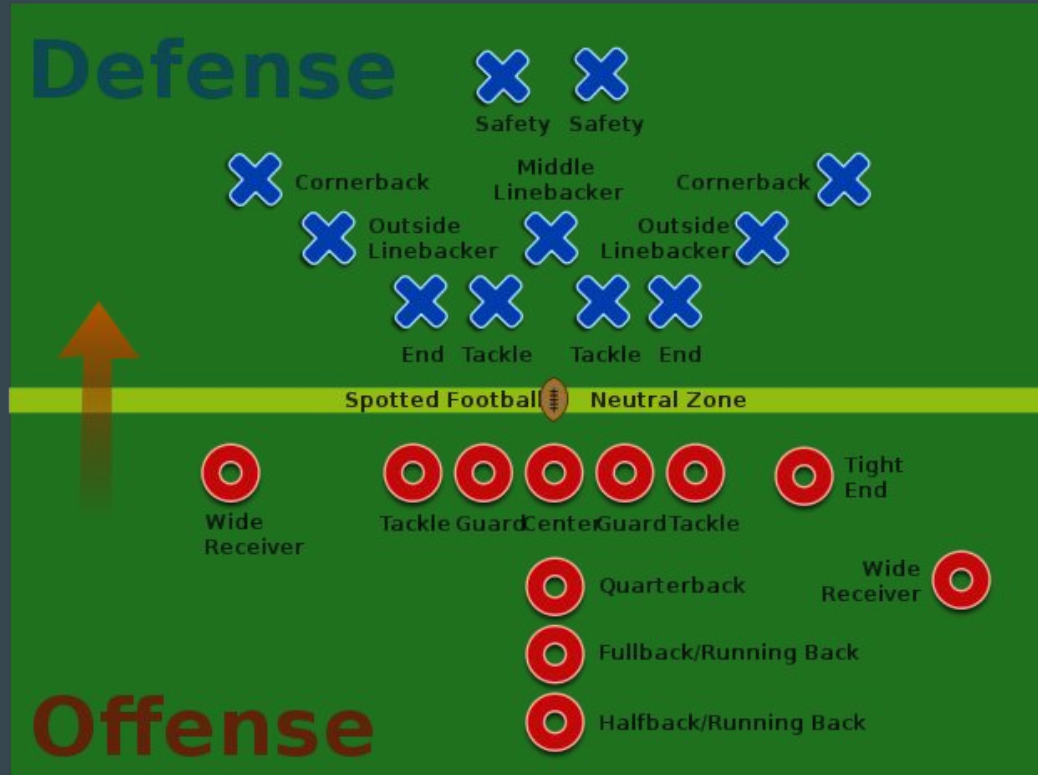 Defense
Safety Safety
Cornerback
Middle
Linebacker
Cornerback
Outside
Linebacker
Outside
Linebacker
End Tackle Tackle End
Spotted Football Neutral Zone
Tight
End
Wide
Receiver
Tackle Guard Center Guard Tackle
Quarterback
Wide
Receiver
Fullback/Running Back
Halfback/Running Back
Offense